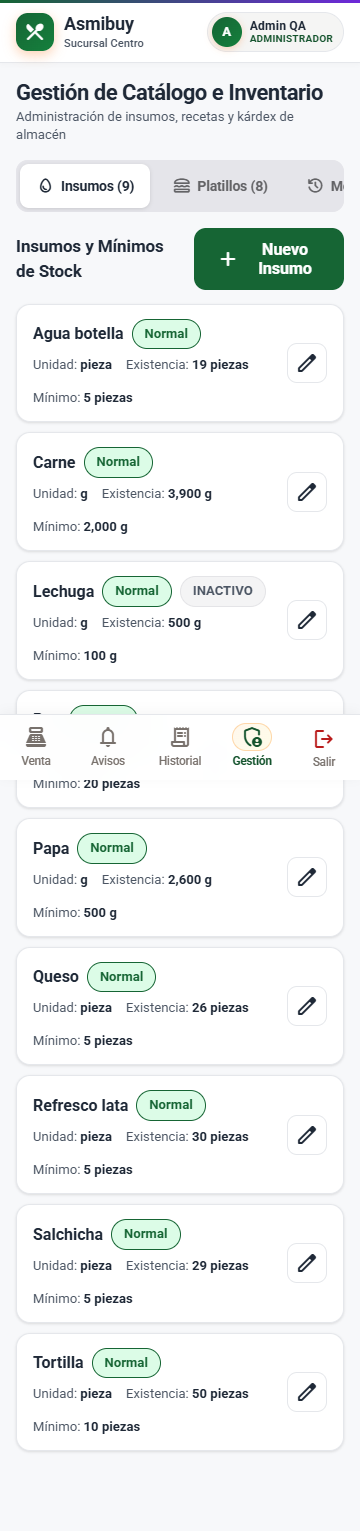 Asmibuy
Sucursal Centro
A
Admin QA
ADMINISTRADOR
Gestión de Catálogo e Inventario
Administración de insumos, recetas y kárdex de
almacén
Insumos (9)
Platillos (8)
Insumos y Mínimos
de Stock
Nuevo
Insumo
Agua botella
Normal
Unidad: pieza Existencia: 19 piezas
Mínimo: 5 piezas
Carne
Normal
Unidad: g Existencia: 3,900 g
Mínimo: 2,000 g
Lechuga
Normal
INACTIVO
Unidad: g Existencia: 500 g
Mínimo: 100 g
Venta
Avisos
Historial
Gestión
Salir
Mínimo: 20 piezas
Papa
Normal
Unidad: g Existencia: 2,600 g
Mínimo: 500 g
Queso
Normal
Unidad: pieza Existencia: 26 piezas
Mínimo: 5 piezas
Refresco lata
Normal
Unidad: pieza Existencia: 30 piezas
Mínimo: 5 piezas
Salchicha
Normal
Unidad: pieza Existencia: 29 piezas
Mínimo: 5 piezas
Tortilla
Normal
Unidad: pieza Existencia: 50 piezas
Mínimo: 10 piezas